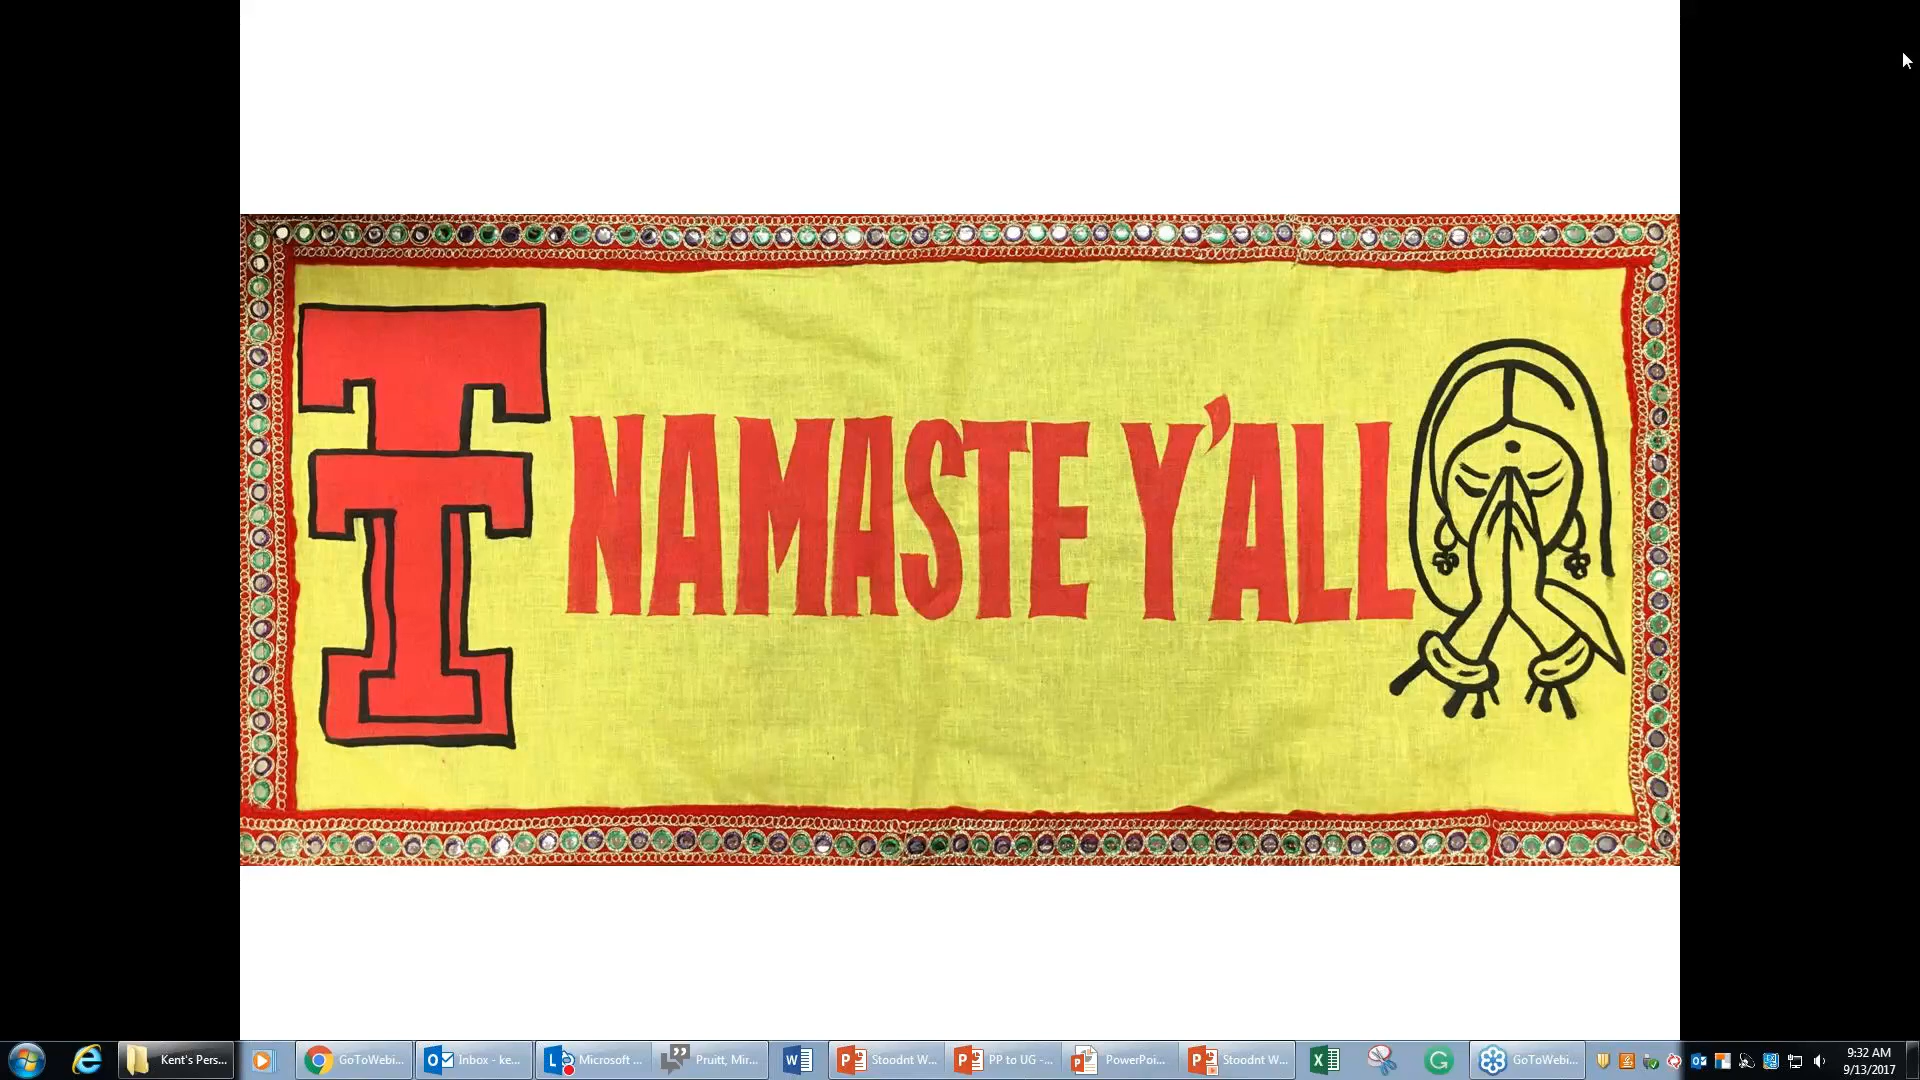 TT
NAMASTE Y'ALL
Kent's Pers...
GoToWebi...
Inbox - ke...
Microsoft ...
Pruitt, Mir...
Stoodnt W...
PP to UG -...
PowerPoi...
Stoodnt W...
GoToWebi...
9:32 AM
9/13/2017